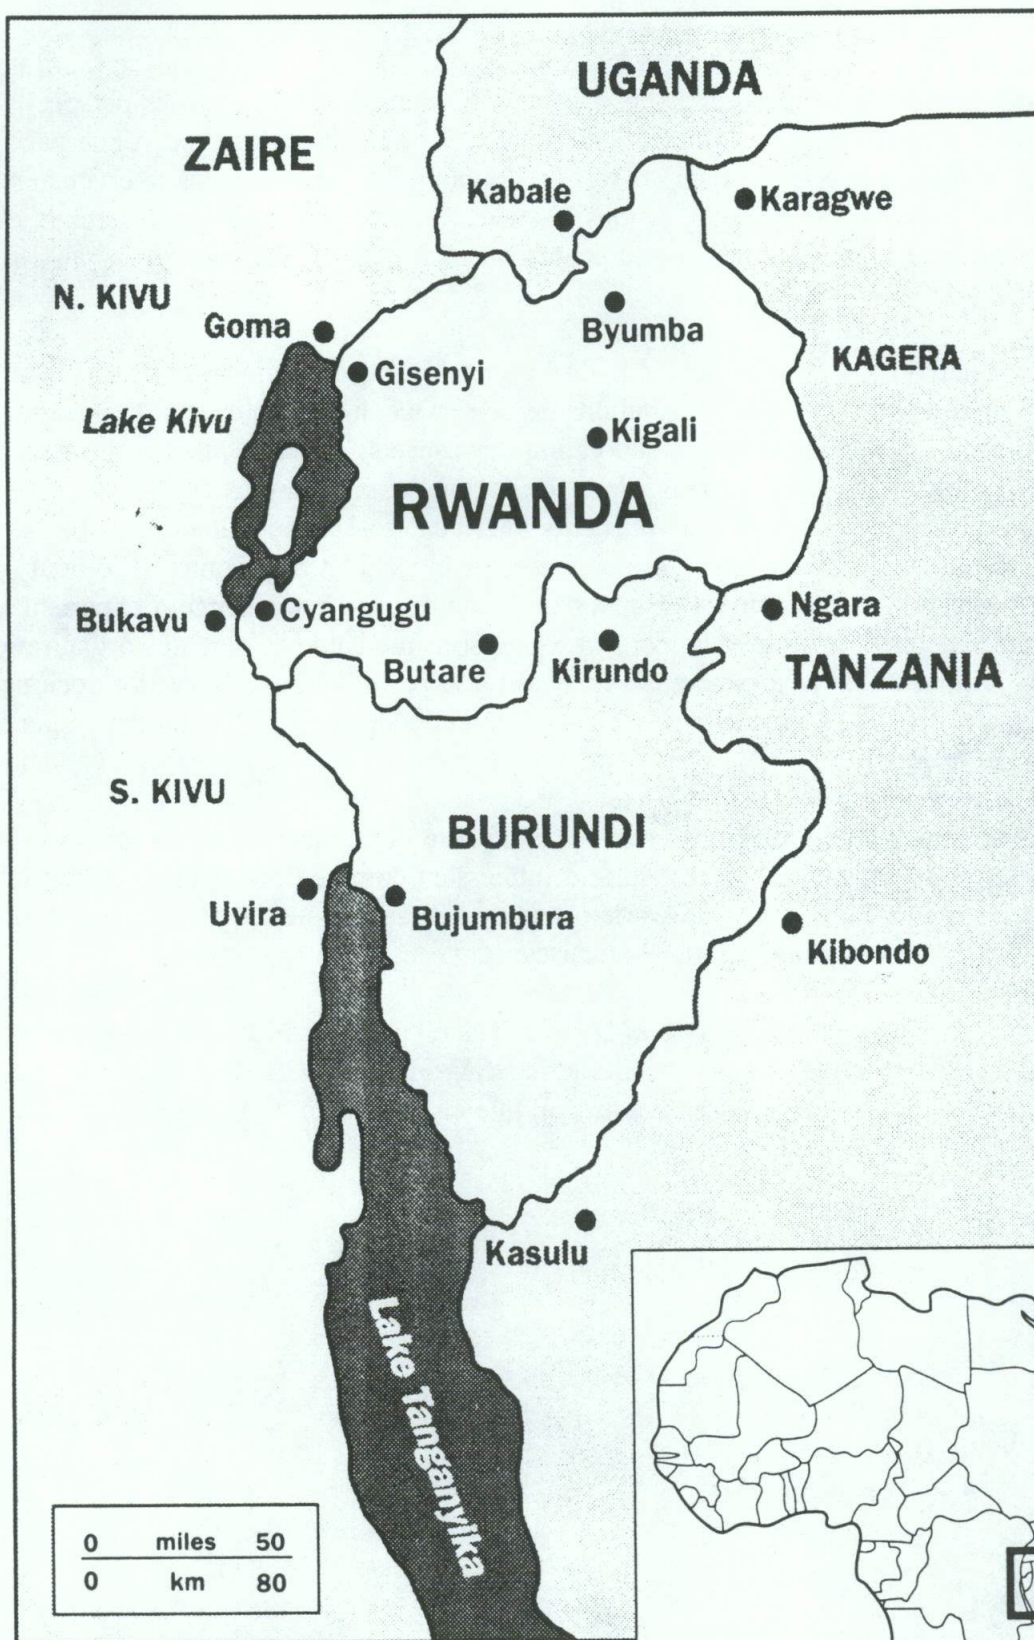 UGANDA
ZAIRE
Kabale
Karagwe
N. KIVU
Goma
Byumba
Gisenyi
KAGERA
Lake Kivu
Kigali
RWANDA
Bukavu
Cyangugu
Ngara
Butare
Kirundo
TANZANIA
S. KIVU
BURUNDI
Uvira
Bujumbura
Kibondo
Kasulu
Lake Tanganyika
0 miles 50
0 km 80